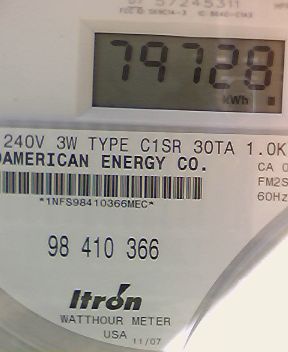 57245311
79728
kWh
240V 3W TYPE C1SR 30TA 1.0K
AMERICAN ENERGY CO.
CA
FM2S
60Hz
*1NFS98410366MEC*
98 410 366
Itron
WATTHOUR METER
USA 11/07